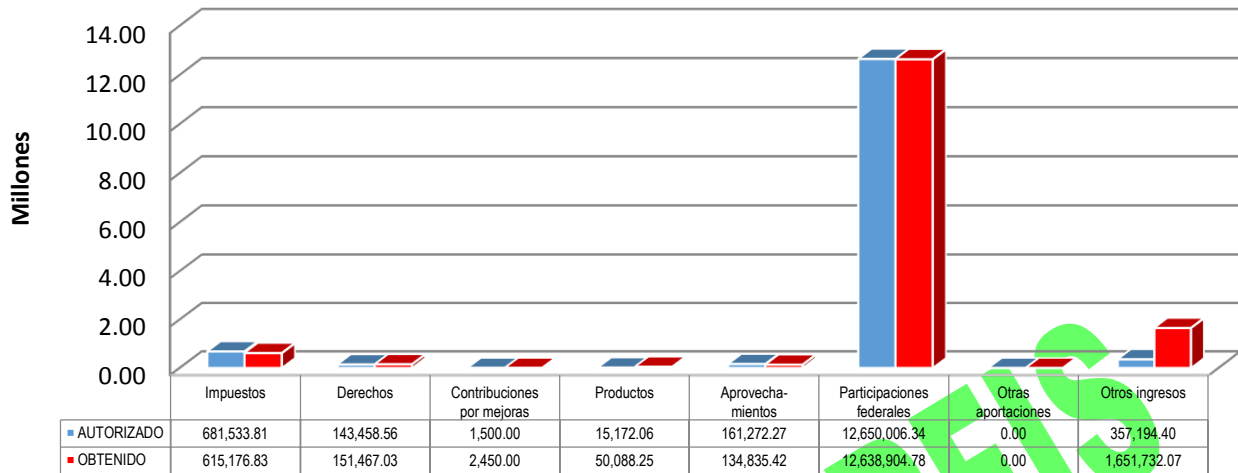 Millones
14.00
12.00
10.00
8.00
6.00
4.00
2.00
0.00
Impuestos Derechos Contribuciones por mejoras Productos Aprovecha-mientos Participaciones federales Otras aportaciones Otros ingresos
AUTORIZADO 681,533.81 143,458.56 1,500.00 15,172.06 161,272.27 12,650,006.34 0.00 357,194.40
OBTENIDO 615,176.83 151,467.03 2,450.00 50,088.25 134,835.42 12,638,904.78 0.00 1,651,732.07